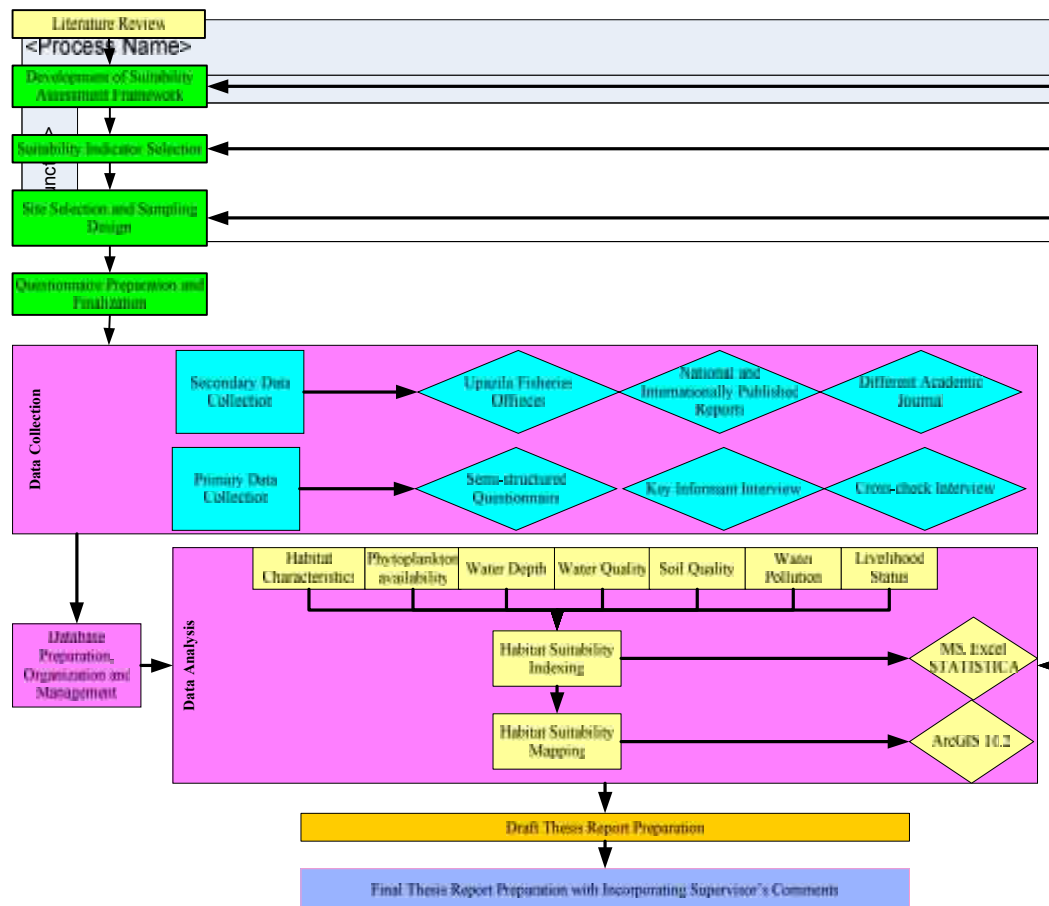 Literature Review
<Process Name>
Development of Suitability
Assessment Framework
Suitability Indicator Selection
unct
>
Site Selection and Sampling
Design
Questionnaire Preparation and
Finalization
Data Collection
Secondary Data
Collection
Upazila Fisheries
Offineces
National and
Internationally Published
Reports
Different Academic
Journal
Primary Data
Collection
Semi-structured
Questionnaire
Key Informant Interview
Cross-check Interview
Data Analysis
Habitat
Characteristics
Phytoplankton
availability
Water Depth
Water Quality
Soil Quality
Water
Pollution
Livelihood
Status
Database
Preparation,
Organization and
Management
Habitat Suitability
Indexing
MS. Excel
STATISTICA
Habitat Suitability
Mapping
ArcGIS 10.2
Draft Thesis Report Preparation
Final Thesis Report Preparation with Incorporating Supervisor's Comments